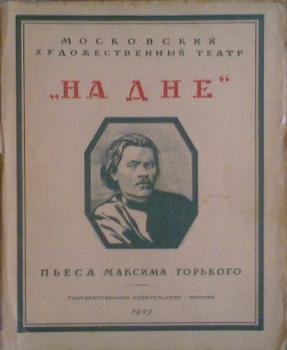 МОСКОВСКИЙ
ХУДОЖЕСТВЕННЫЙ ТЕАТР
„НА ДНЕ“
ПЬЕСА МАКСИМА ГОРЬКОГО
ГОСУДАРСТВЕННОЕ ИЗДАТЕЛЬСТВО - МОСКВА